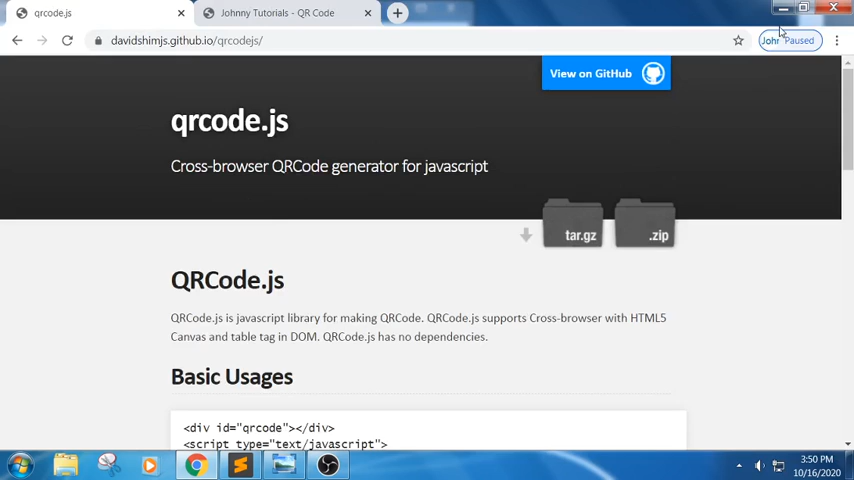 qrcode.js
Johnny Tutorials - QR Code
davidshimjs.github.io/qrcodejs/
John Paused
View on GitHub
qrcode.js
Cross-browser QRCode generator for javascript
tar.gz
.zip
QRCode.js
QRCode.js is javascript library for making QRCode. QRCode.js supports Cross-browser with HTML5
Canvas and table tag in DOM. QRCode.js has no dependencies.
Basic Usages
<div id="qrcode"></div>
<script type="text/javascript">
3:50 PM
10/16/2020